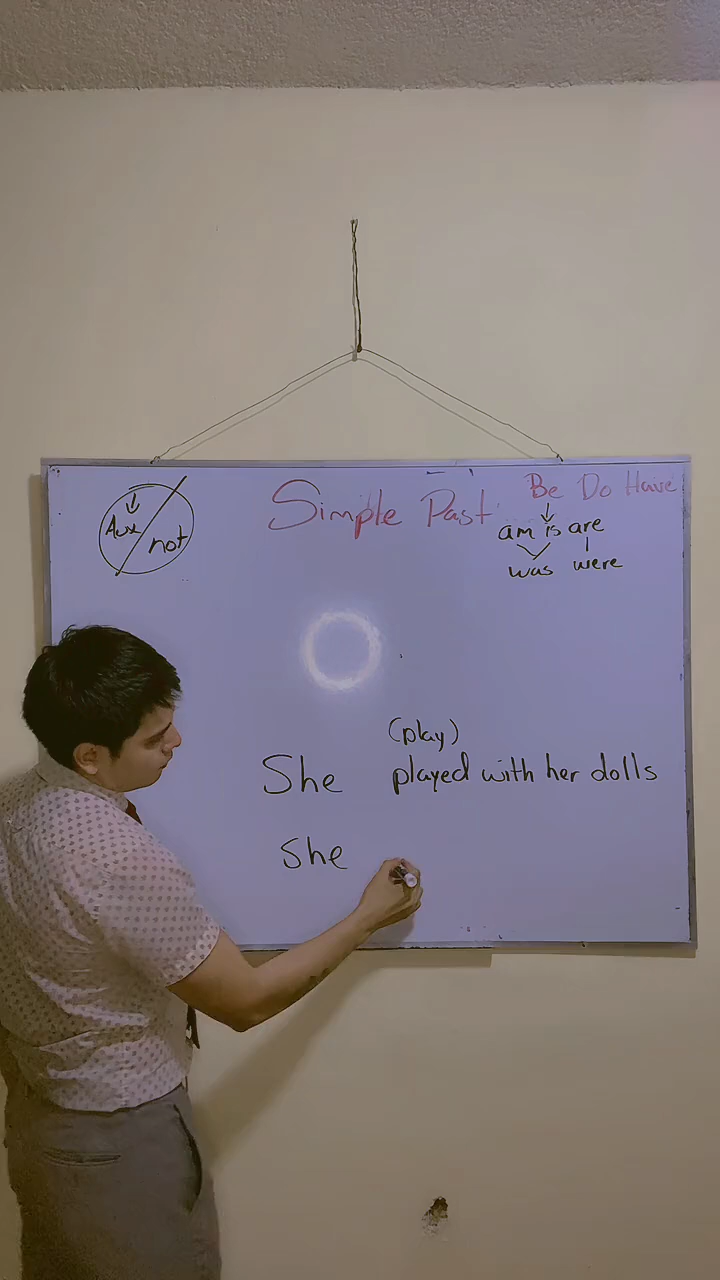 Simple Past
Be Do Have
Aux
not
am is are
was were
(play)
She played with her dolls
She